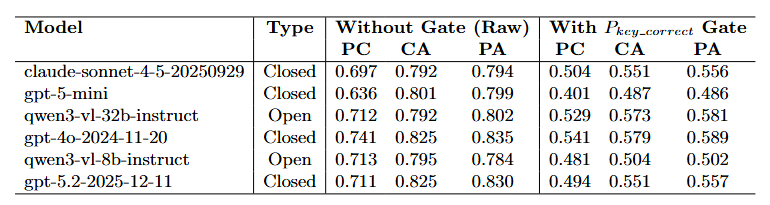 Model Type Without Gate (Raw) With P_key_correct Gate
PC CA PA PC CA PA
claude-sonnet-4-5-20250929 Closed 0.697 0.792 0.794 0.504 0.551 0.556
gpt-5-mini Closed 0.636 0.801 0.799 0.401 0.487 0.486
qwen3-vl-32b-instruct Open 0.712 0.792 0.802 0.529 0.573 0.581
gpt-4o-2024-11-20 Closed 0.741 0.825 0.835 0.541 0.579 0.589
qwen3-vl-8b-instruct Open 0.713 0.795 0.784 0.481 0.504 0.502
gpt-5.2-2025-12-11 Closed 0.711 0.825 0.830 0.494 0.551 0.557